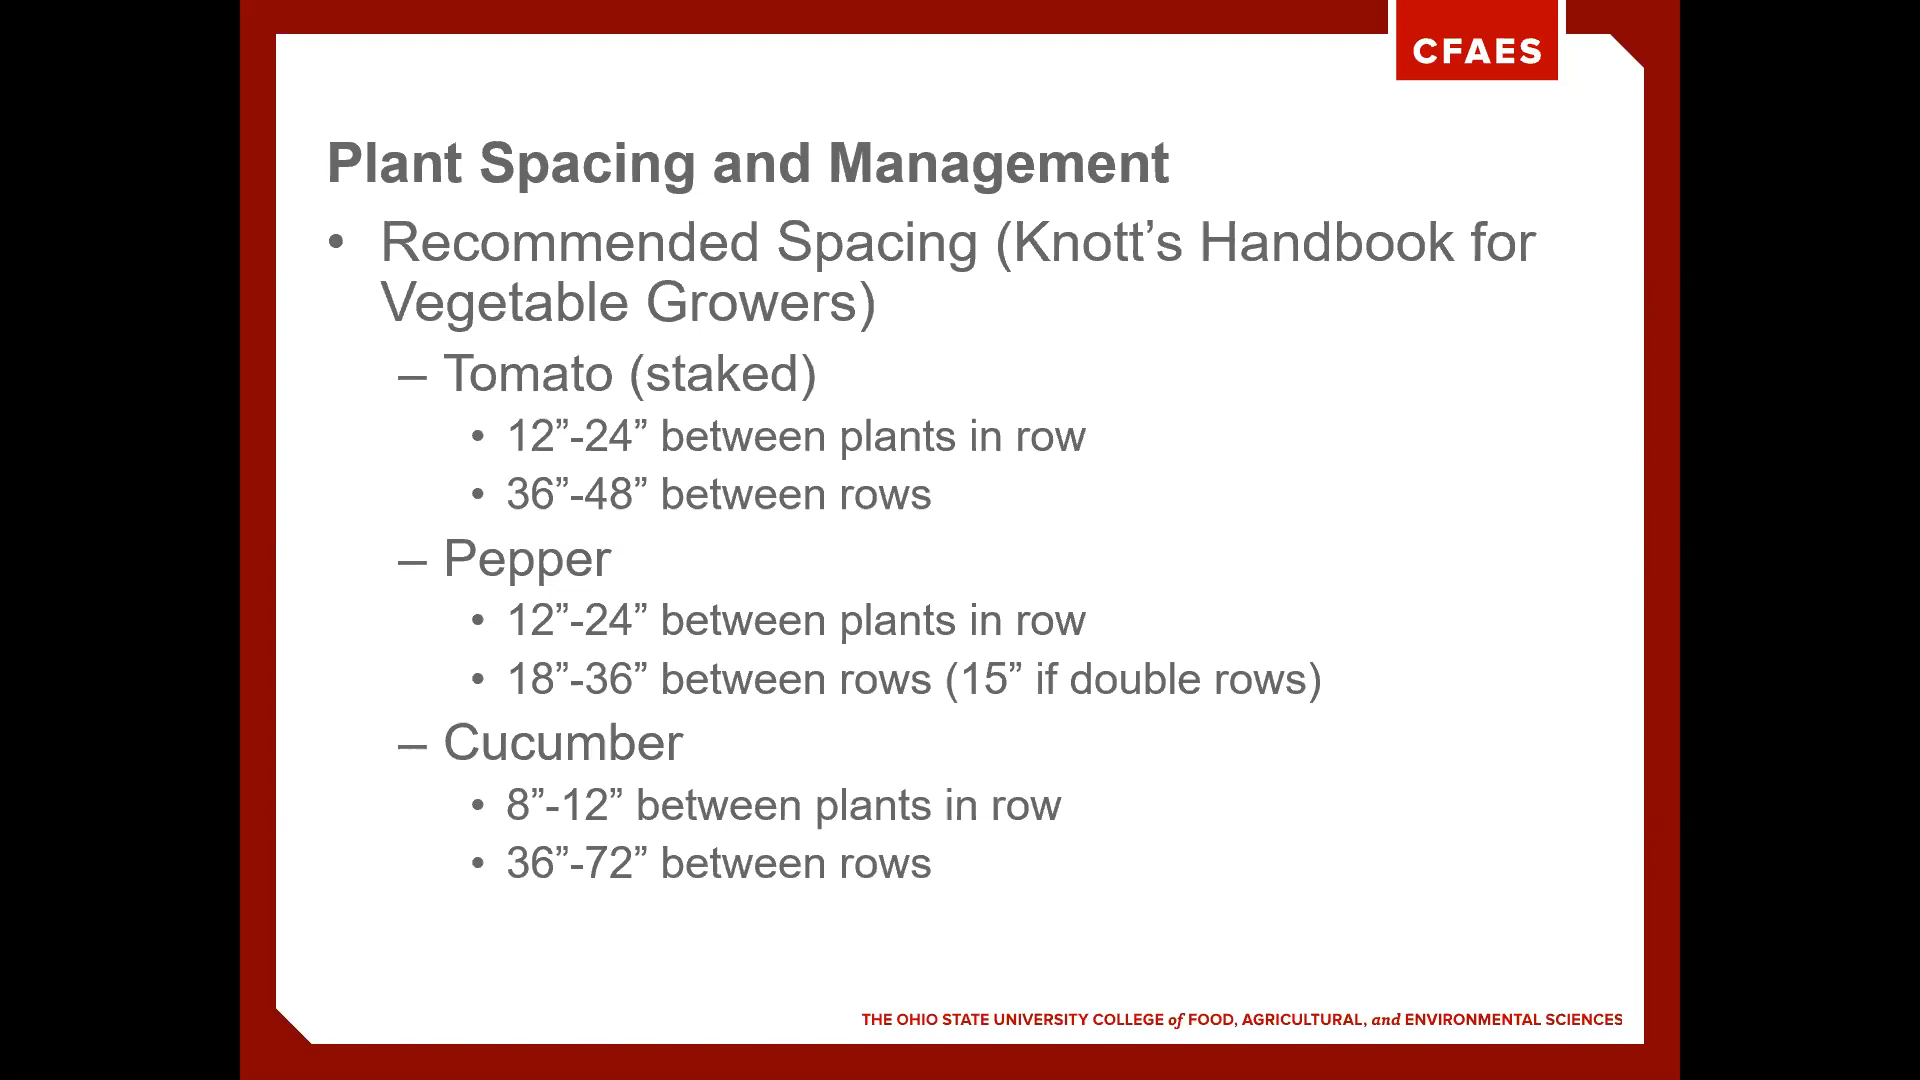 CFAES
Plant Spacing and Management
• Recommended Spacing (Knott’s Handbook for
Vegetable Growers)
– Tomato (staked)
• 12”-24” between plants in row
• 36”-48” between rows
– Pepper
• 12”-24” between plants in row
• 18”-36” between rows (15” if double rows)
– Cucumber
• 8”-12” between plants in row
• 36”-72” between rows
THE OHIO STATE UNIVERSITY COLLEGE of FOOD, AGRICULTURAL, and ENVIRONMENTAL SCIENCES